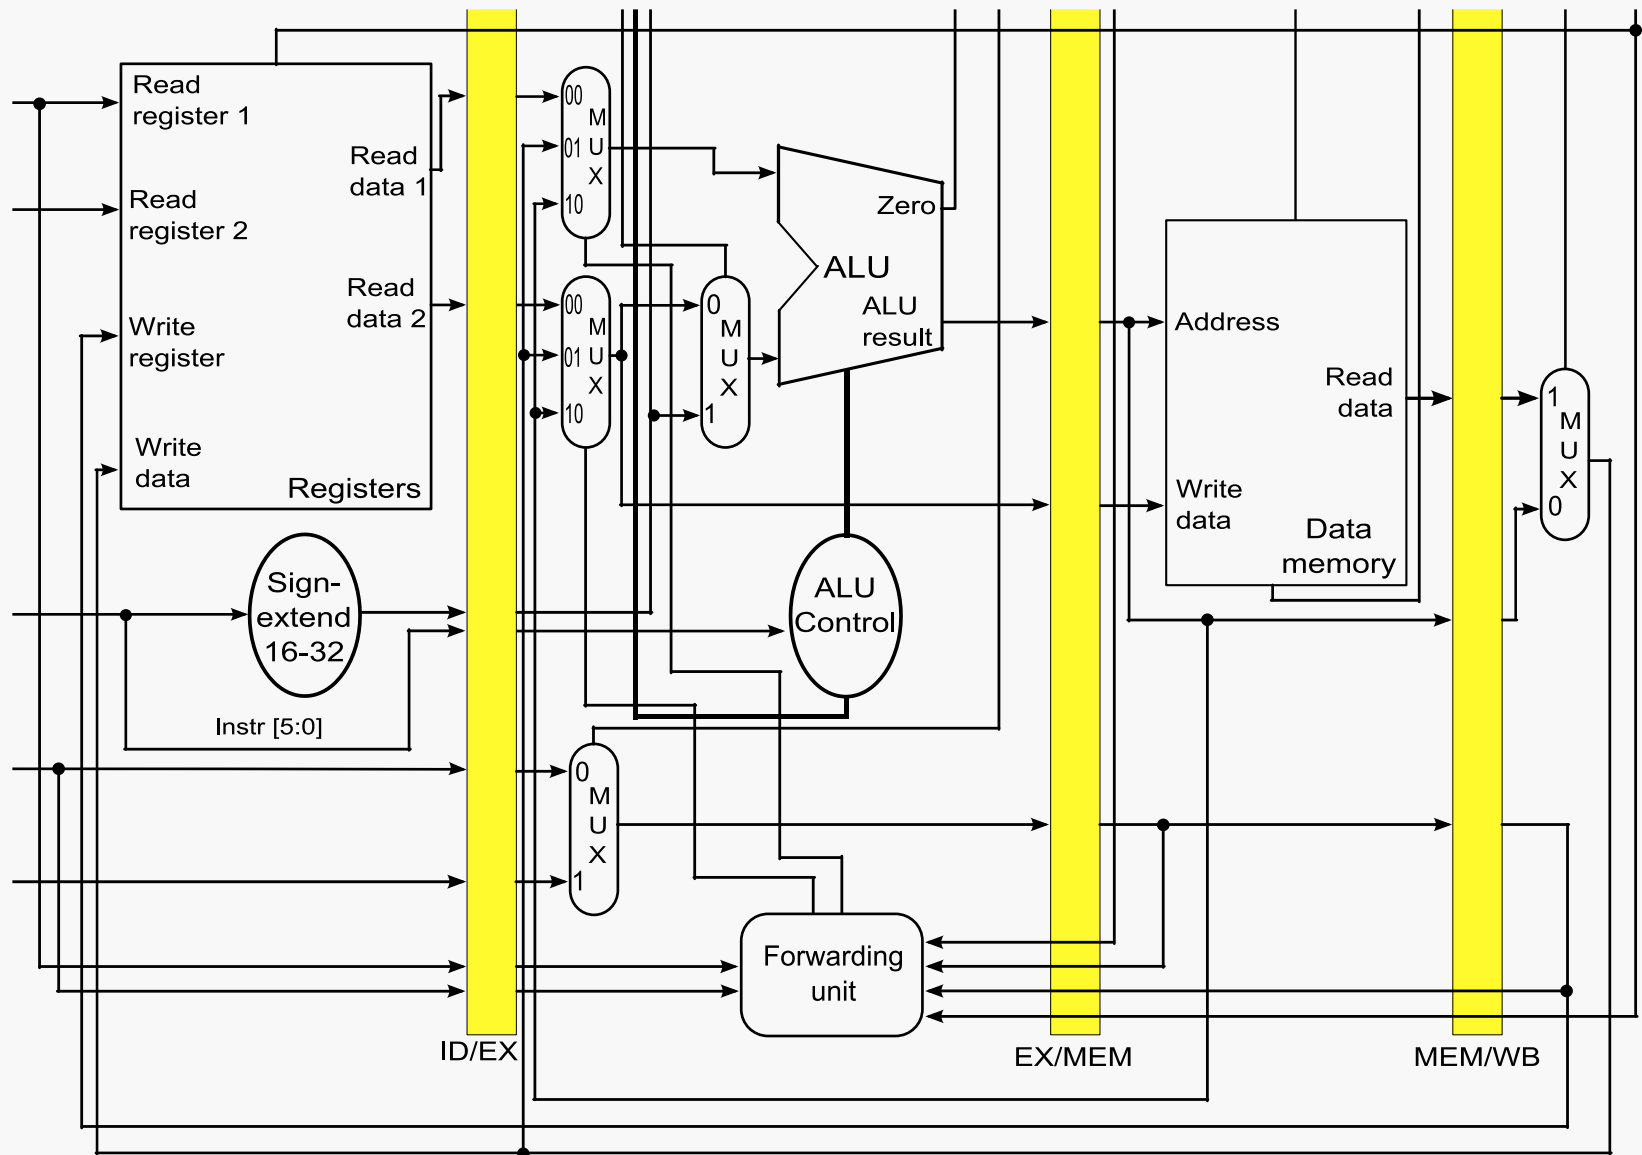 Read
register 1
Read
data 1
Read
register 2
Read
data 2
Write
register
Write
data
Registers
00
01
10
M
U
X
00
01
10
M
U
X
0
1
M
U
X
Zero
ALU
ALU
result
Address
Read
data
Write
data
Data
memory
1
M
U
X
0
Sign-
extend
16-32
Instr [5:0]
ALU
Control
0
M
U
X
1
Forwarding
unit
ID/EX
EX/MEM
MEM/WB